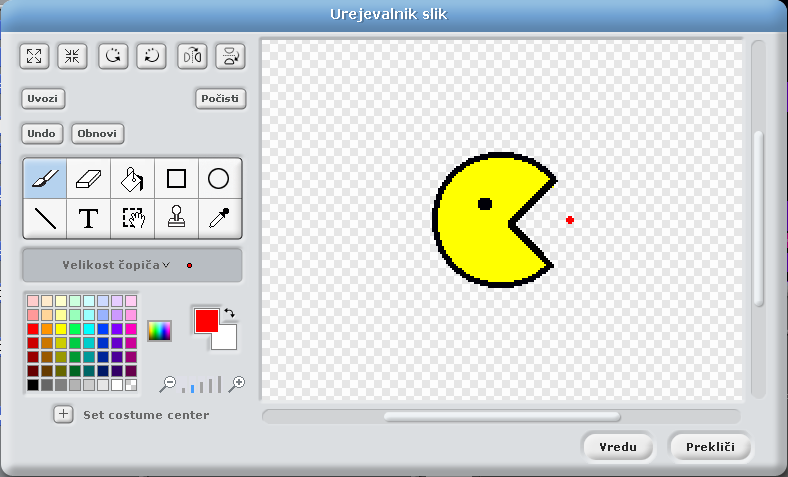 Urejevalnik slik
Uvozi
Počisti
Undo
Obnovi
T
Velikost čopiča
Set costume center
Vredu
Prekliči